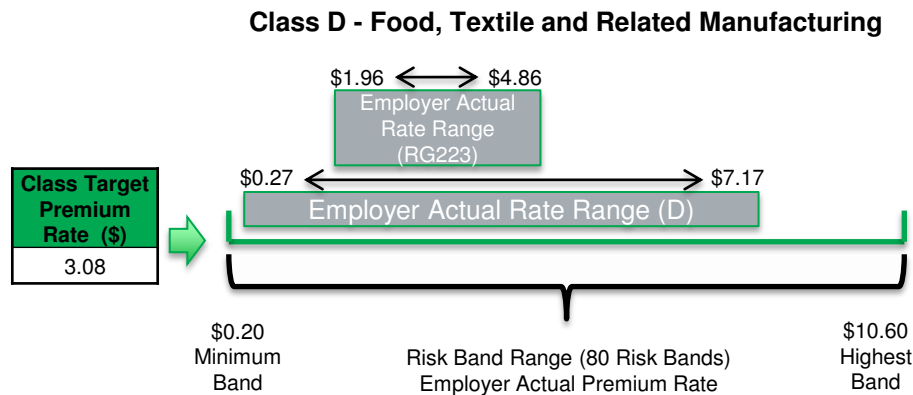 Class D - Food, Textile and Related Manufacturing
$1.96 $4.86
Employer Actual
Rate Range
(RG223)
$0.27 $7.17
Employer Actual Rate Range (D)
Class Target
Premium
Rate ($)
3.08
$0.20
Minimum
Band
Risk Band Range (80 Risk Bands)
Employer Actual Premium Rate
$10.60
Highest
Band